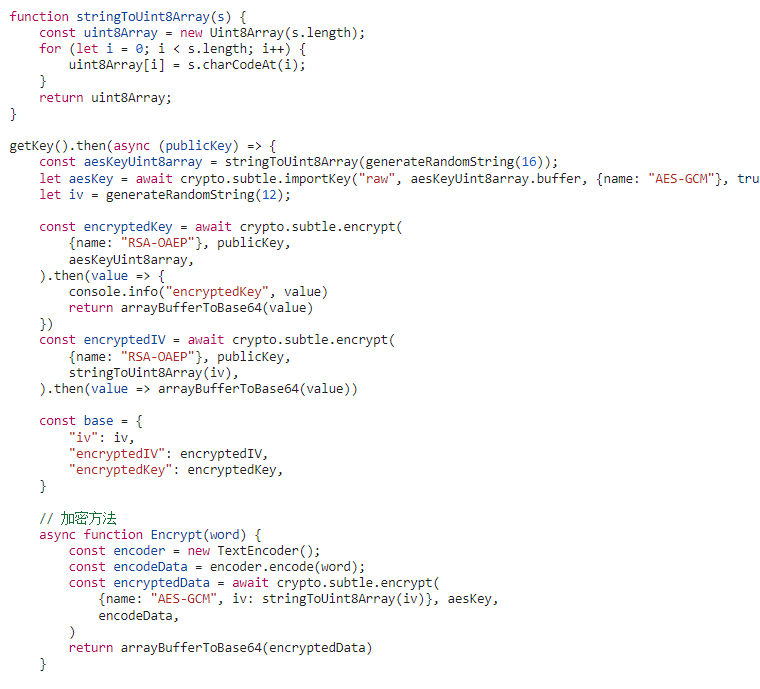 function stringToUint8Array(s) {
    const uint8Array = new Uint8Array(s.length);
    for (let i = 0; i < s.length; i++) {
        uint8Array[i] = s.charCodeAt(i);
    }
    return uint8Array;
}

getKey().then(async (publicKey) => {
    const aesKeyUint8array = stringToUint8Array(generateRandomString(16));
    let aesKey = await crypto.subtle.importKey("raw", aesKeyUint8array.buffer, {name: "AES-GCM"}, tru
    let iv = generateRandomString(12);

    const encryptedKey = await crypto.subtle.encrypt(
        {name: "RSA-OAEP"}, publicKey,
        aesKeyUint8array,
    ).then(value => {
        console.info("encryptedKey", value)
        return arrayBufferToBase64(value)
    })
    const encryptedIV = await crypto.subtle.encrypt(
        {name: "RSA-OAEP"}, publicKey,
        stringToUint8Array(iv),
    ).then(value => arrayBufferToBase64(value))

    const base = {
        "iv": iv,
        "encryptedIV": encryptedIV,
        "encryptedKey": encryptedKey,
    }

    // 加密方法
    async function Encrypt(word) {
        const encoder = new TextEncoder();
        const encodeData = encoder.encode(word);
        const encryptedData = await crypto.subtle.encrypt(
            {name: "AES-GCM", iv: stringToUint8Array(iv)}, aesKey,
            encodeData,
        )
        return arrayBufferToBase64(encryptedData)
    }